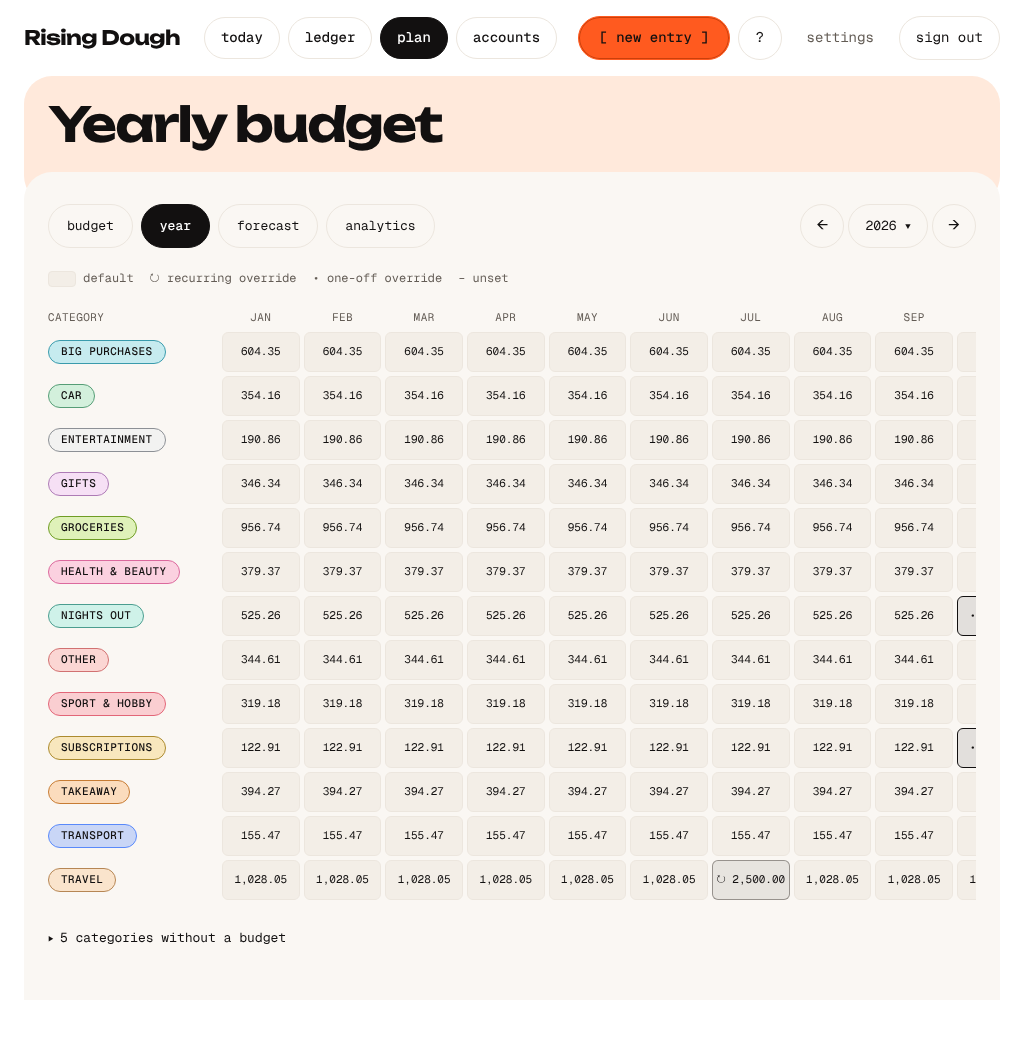 Rising Dough today ledger plan accounts [ new entry ] ? settings sign out
Yearly budget
budget year forecast analytics ← 2026 ▾ →
default ↻ recurring override • one-off override – unset
CATEGORY JAN FEB MAR APR MAY JUN JUL AUG SEP
BIG PURCHASES 604.35 604.35 604.35 604.35 604.35 604.35 604.35 604.35 604.35
CAR 354.16 354.16 354.16 354.16 354.16 354.16 354.16 354.16 354.16
ENTERTAINMENT 190.86 190.86 190.86 190.86 190.86 190.86 190.86 190.86 190.86
GIFTS 346.34 346.34 346.34 346.34 346.34 346.34 346.34 346.34 346.34
GROCERIES 956.74 956.74 956.74 956.74 956.74 956.74 956.74 956.74 956.74
HEALTH & BEAUTY 379.37 379.37 379.37 379.37 379.37 379.37 379.37 379.37 379.37
NIGHTS OUT 525.26 525.26 525.26 525.26 525.26 525.26 525.26 525.26 525.26 •
OTHER 344.61 344.61 344.61 344.61 344.61 344.61 344.61 344.61 344.61
SPORT & HOBBY 319.18 319.18 319.18 319.18 319.18 319.18 319.18 319.18 319.18
SUBSCRIPTIONS 122.91 122.91 122.91 122.91 122.91 122.91 122.91 122.91 122.91 •
TAKEAWAY 394.27 394.27 394.27 394.27 394.27 394.27 394.27 394.27 394.27
TRANSPORT 155.47 155.47 155.47 155.47 155.47 155.47 155.47 155.47 155.47
TRAVEL 1,028.05 1,028.05 1,028.05 1,028.05 1,028.05 1,028.05 ↻ 2,500.00 1,028.05 1,028.05
▸ 5 categories without a budget